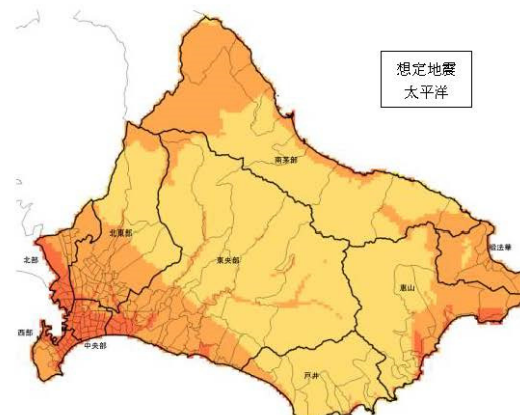 想定地震
太平洋
南茅部
北東部
椴法華
北部
東央部
恵山
西部
中央部
戸井